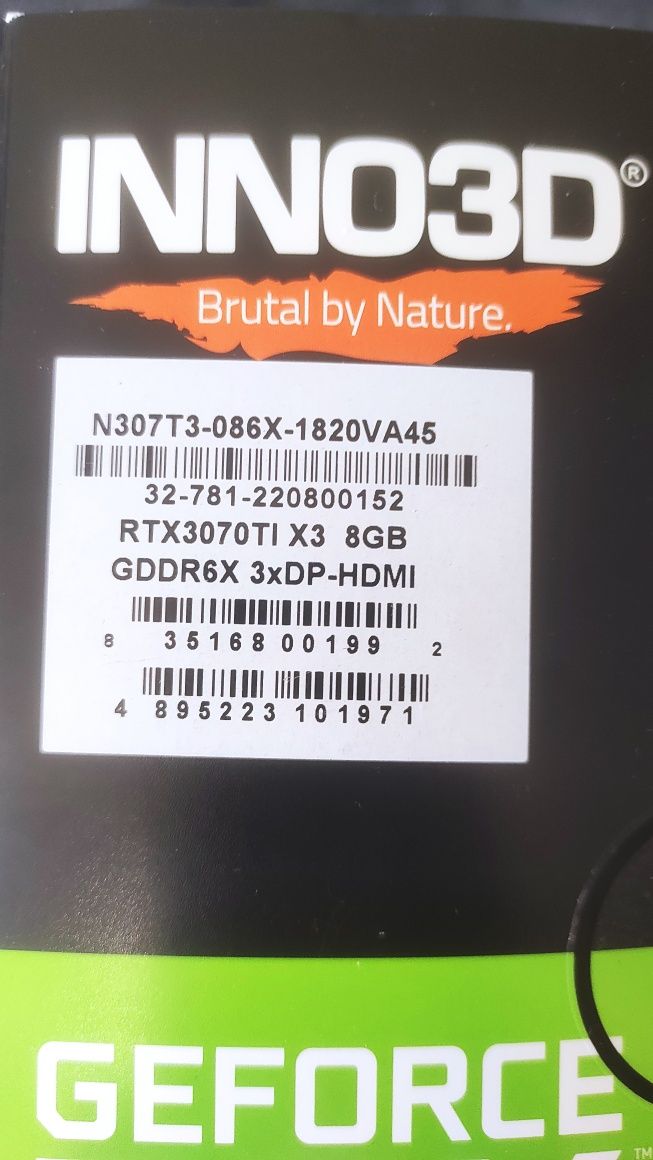 INNO3D®
Brutal by Nature.
N307T3-086X-1820VA45
32-781-220800152
RTX3070TI X3 8GB
GDDR6X 3xDP-HDMI
8 35168 00199 2
4 895223 101971
GEFORCE
TM